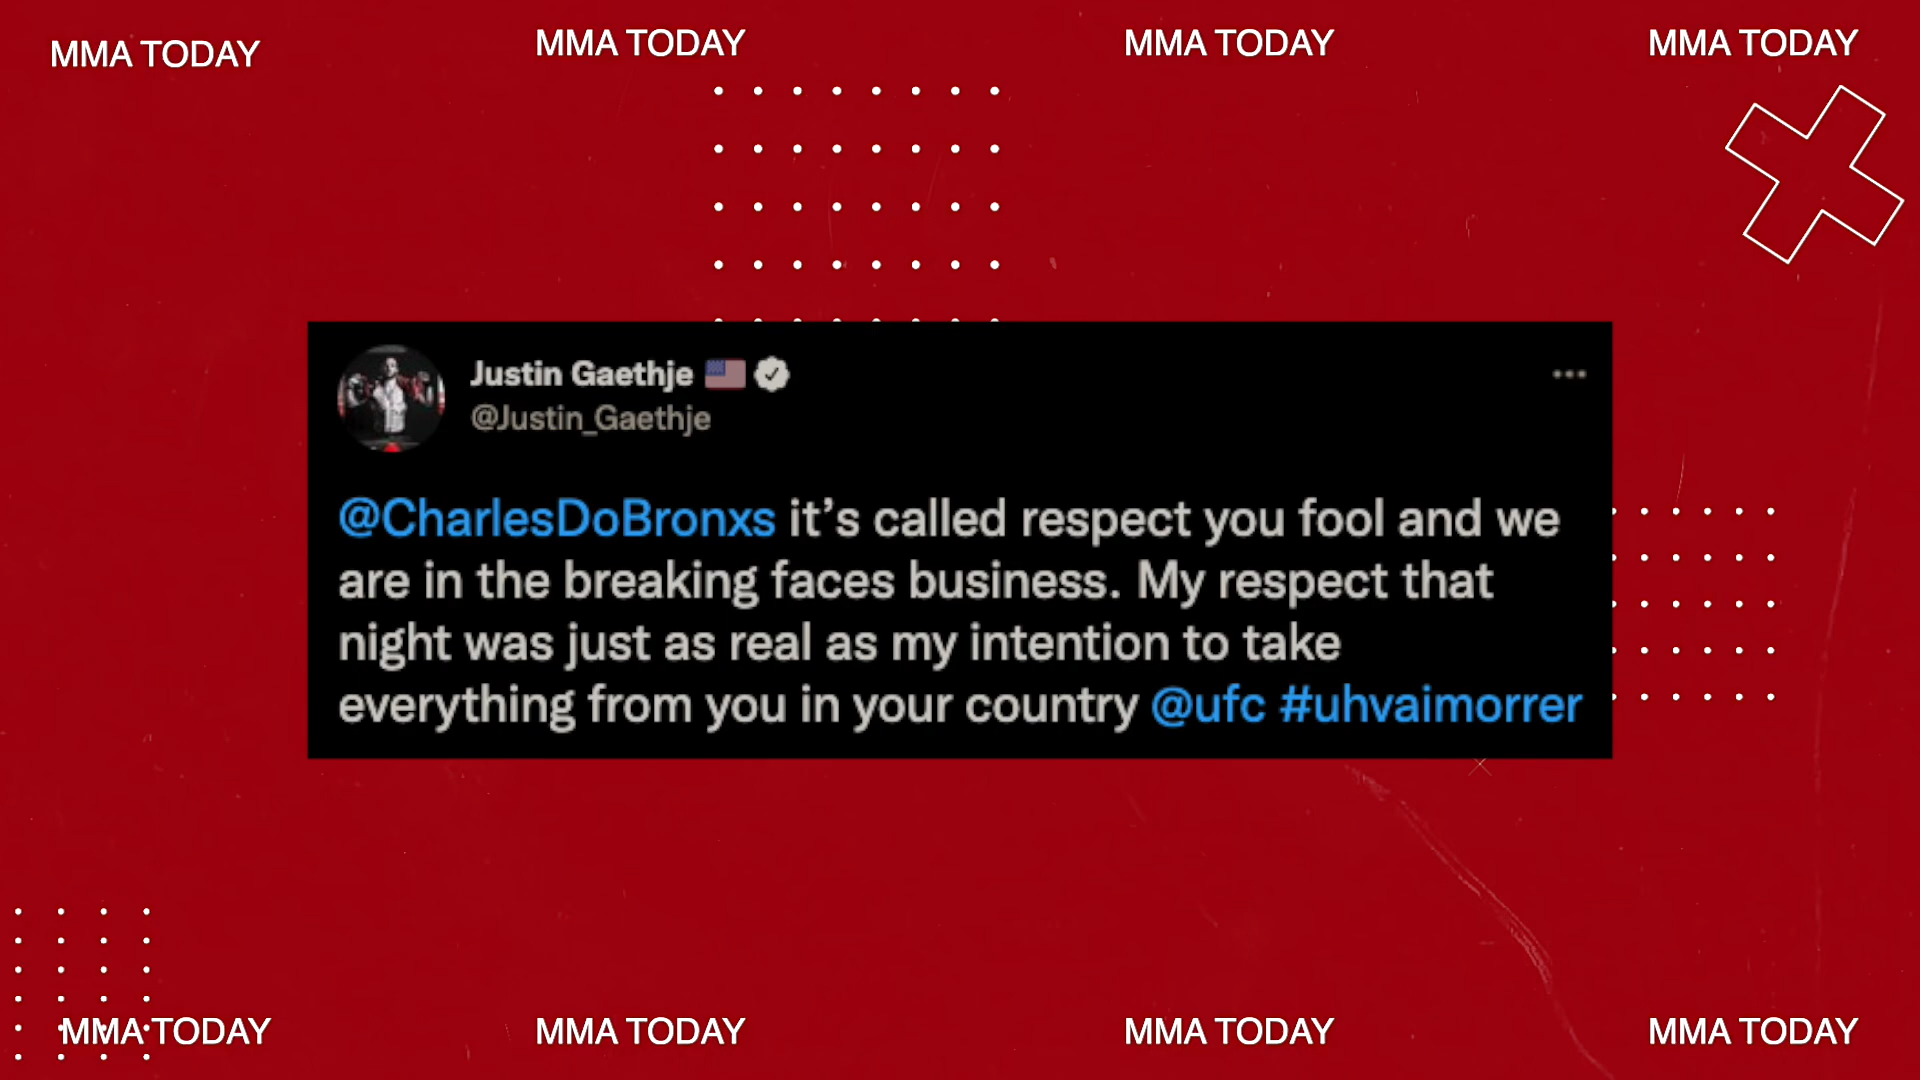 MMA TODAY
MMA TODAY
MMA TODAY
MMA TODAY
Justin Gaethje
@Justin_Gaethje
@CharlesDoBronxs it’s called respect you fool and we
are in the breaking faces business. My respect that
night was just as real as my intention to take
everything from you in your country @ufc #uhvaimorrer
MMA TODAY
MMA TODAY
MMA TODAY
MMA TODAY